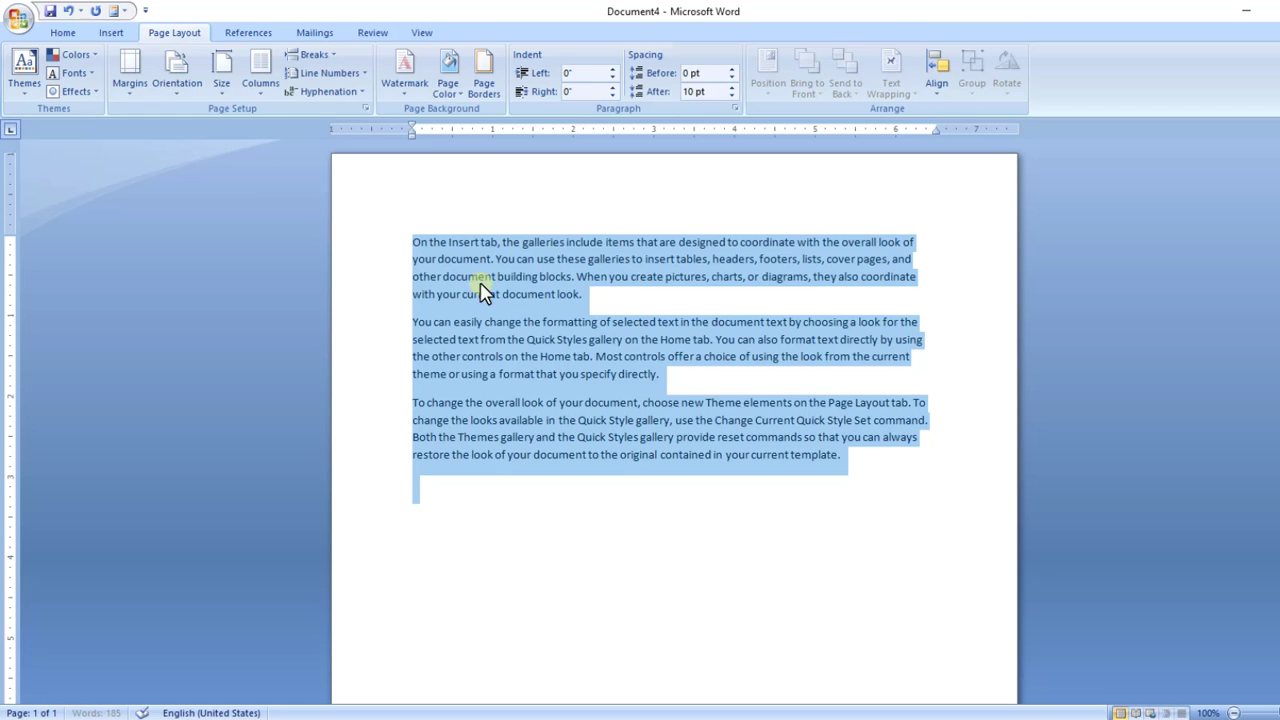 Document4 - Microsoft Word
Home Insert Page Layout References Mailings Review View
Themes
Colors
Fonts
Effects
Themes
Margins
Orientation
Size
Columns
Breaks
Line Numbers
Hyphenation
Page Setup
Watermark
Page Color
Page Borders
Page Background
Indent
Left: 0"
Right: 0"
Spacing
Before: 0 pt
After: 10 pt
Paragraph
Position
Bring to Front
Send to Back
Text Wrapping
Align
Group
Rotate
Arrange
1 1 2 3 4 5 6 7
On the Insert tab, the galleries include items that are designed to coordinate with the overall look of
your document. You can use these galleries to insert tables, headers, footers, lists, cover pages, and
other document building blocks. When you create pictures, charts, or diagrams, they also coordinate
with your current document look.
You can easily change the formatting of selected text in the document text by choosing a look for the
selected text from the Quick Styles gallery on the Home tab. You can also format text directly by using
the other controls on the Home tab. Most controls offer a choice of using the look from the current
theme or using a format that you specify directly.
To change the overall look of your document, choose new Theme elements on the Page Layout tab. To
change the looks available in the Quick Style gallery, use the Change Current Quick Style Set command.
Both the Themes gallery and the Quick Styles gallery provide reset commands so that you can always
restore the look of your document to the original contained in your current template.
Page: 1 of 1 Words: 185 English (United States) 100%